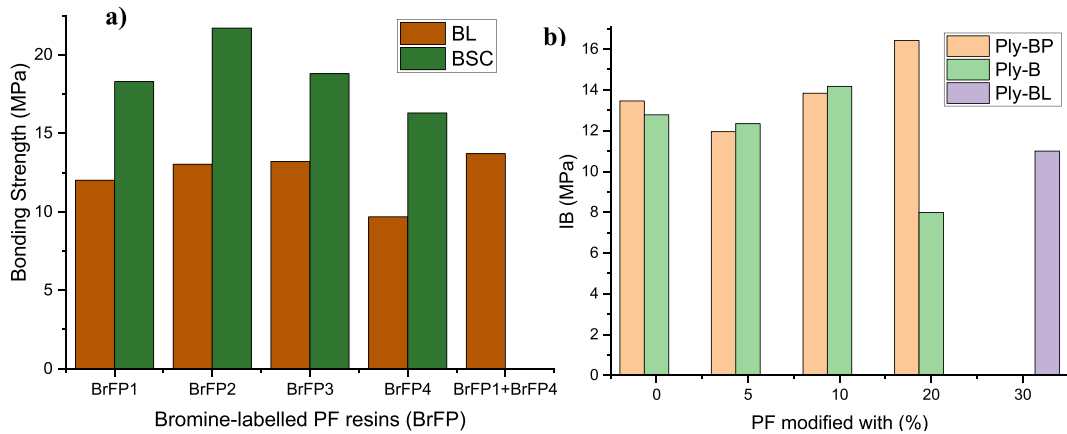 a)
BL
BSC
20
15
10
5
0
Bonding Strength (MPa)
BrFP1 BrFP2 BrFP3 BrFP4 BrFP1+BrFP4
Bromine-labelled PF resins (BrFP)
b)
Ply-BP
Ply-B
Ply-BL
16
14
12
10
8
6
4
2
0
IB (MPa)
0 5 10 20 30
PF modified with (%)